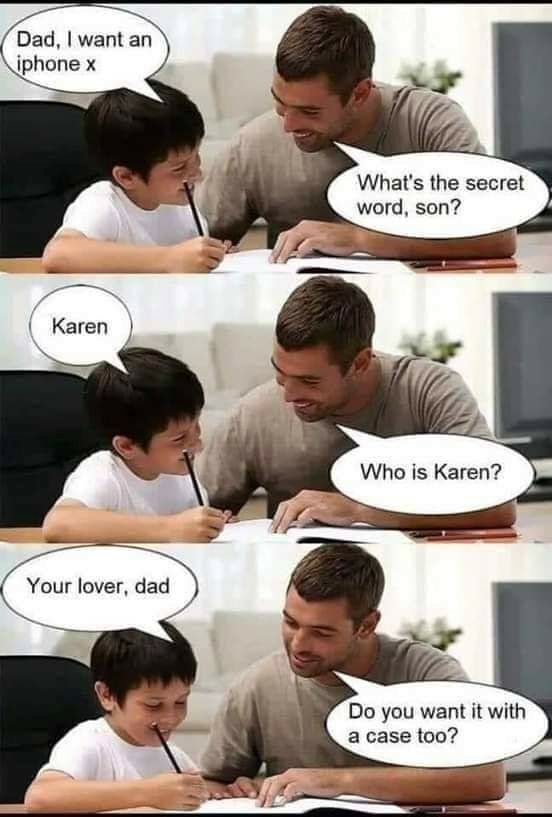 Dad, I want an
iphone x
What's the secret
word, son?
Karen
Who is Karen?
Your lover, dad
Do you want it with
a case too?